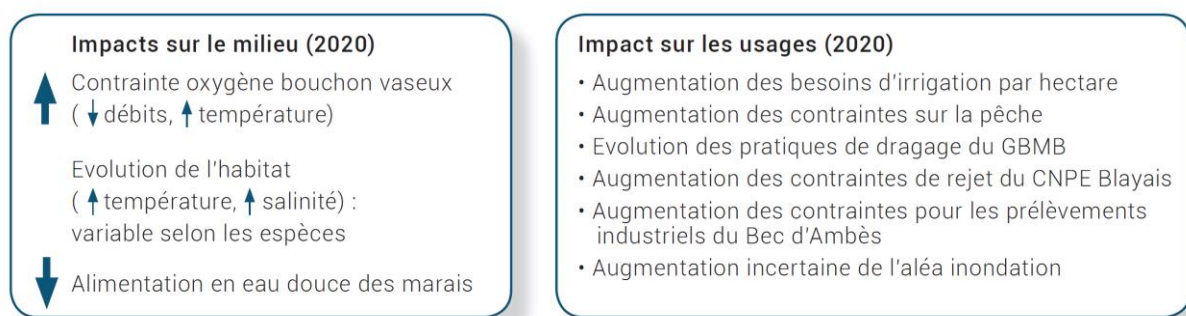 Impacts sur le milieu (2020)
Contrainte oxygène bouchon vaseux
( débits, température)
Evolution de l'habitat
( température, salinité) :
variable selon les espèces
Alimentation en eau douce des marais
Impact sur les usages (2020)
• Augmentation des besoins d'irrigation par hectare
• Augmentation des contraintes sur la pêche
• Evolution des pratiques de dragage du GBMB
• Augmentation des contraintes de rejet du CNPE Blayais
• Augmentation des contraintes pour les prélèvements
industriels du Bec d'Ambès
• Augmentation incertaine de l'aléa inondation